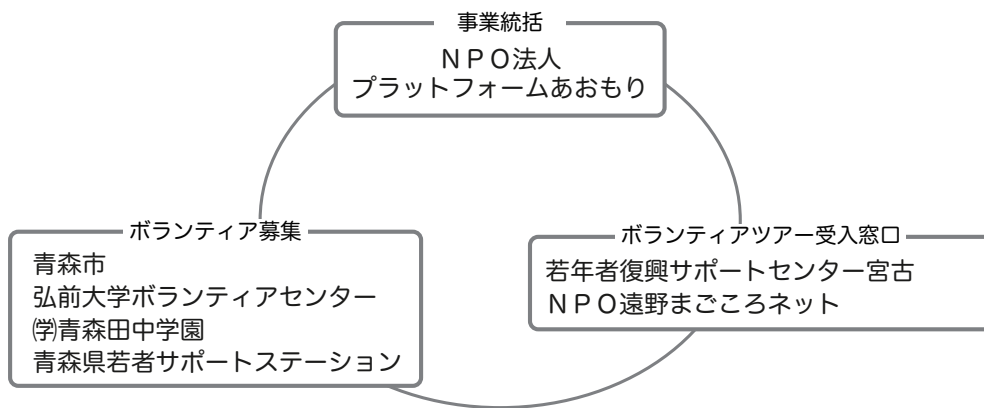 事業統括
ＮＰＯ法人
プラットフォームあおもり
ボランティア募集
青森市
弘前大学ボランティアセンター
㈻青森田中学園
青森県若者サポートステーション
ボランティアツアー受入窓口
若年者復興サポートセンター宮古
ＮＰＯ遠野まごころネット